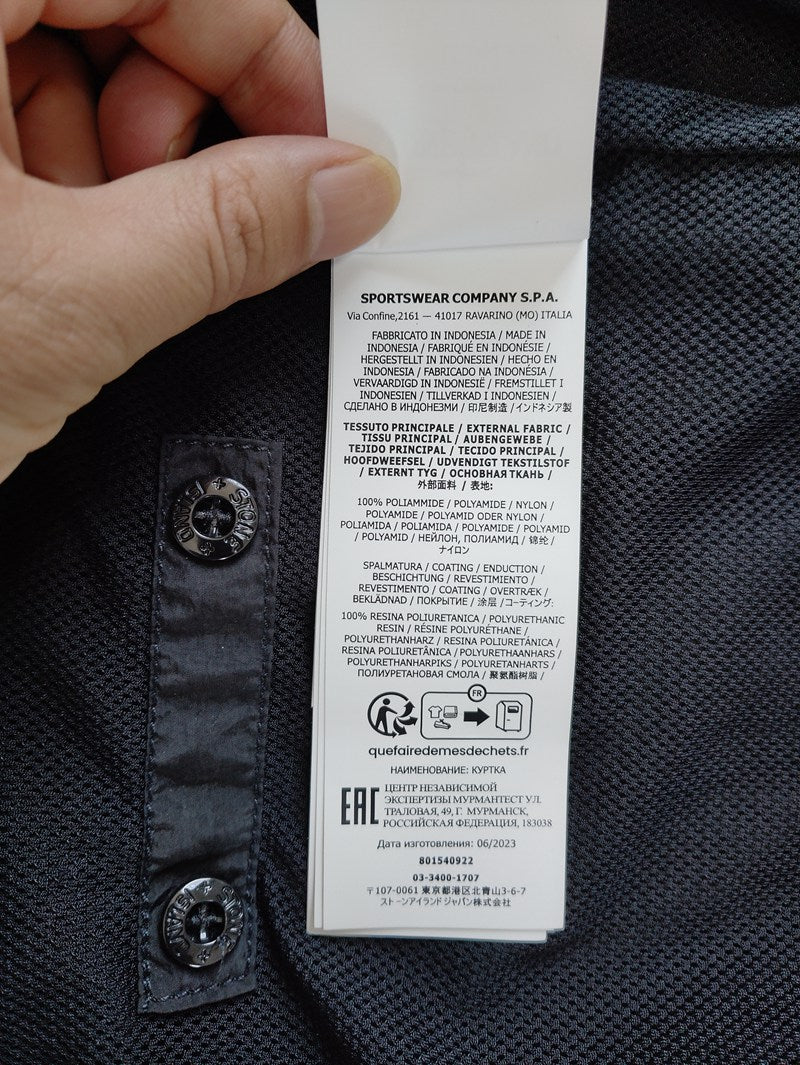 SPORTSWEAR COMPANY S.P.A.
Via Confine,2161 — 41017 RAVARINO (MO) ITALIA
FABBRICATO IN INDONESIA / MADE IN
INDONESIA / FABRIQUÉ EN INDONÉSIE /
HERGESTELLT IN INDONESIEN / HECHO EN
INDONESIA / FABRICADO NA INDONÉSIA /
VERVAARDIGD IN INDONESIË / FREMSTILLET I
INDONESIEN / TILLVERKAD I INDONESIEN /
СДЕЛАНО В ИНДОНЕЗМИ / 印尼制造 /インドネシア製
TESSUTO PRINCIPALE / EXTERNAL FABRIC /
TISSU PRINCIPAL / AUBENGEWEBE /
TEJIDO PRINCIPAL / TECIDO PRINCIPAL /
HOOFDWEEFSEL / UDVENDIGT TEKSTILSTOF
/ EXTERNT TYG / ОСНОВНАЯ ТКАНЬ /
外部面料 / 表地:
100% POLIAMMIDE / POLYAMIDE / NYLON /
POLYAMIDE / POLYAMID ODER NYLON /
POLIAMIDA / POLIAMIDA / POLYAMIDE / POLYAMID
/ POLYAMID / НЕЙЛОН, ПОЛИАМИД / 锦纶 /
ナイロン
SPALMATURA / COATING / ENDUCTION /
BESCHICHTUNG / REVESTIMIENTO /
REVESTIMENTO / COATING / OVERTRÆK /
BEKLÄDNAD / ПОКРЫТИЕ / 涂层 /コーティング:
100% RESINA POLIURETANICA / POLYURETHANIC
RESIN / RÉSINE POLYURÉTHANE /
POLYURETHANHARZ / RESINA POLIURETÁNICA /
RESINA POLIURETÂNICA / POLYURETHAANHARS /
POLYURETHANHARPIKS / POLYURETANHARTS /
ПОЛИУРЕТАНОВАЯ СМОЛА / 聚氨酯树脂 /
FR
quefairedemesdechets.fr
НАИМЕНОВАНИЕ: КУРТКА
EAC
ЦЕНТР НЕЗАВИСИМОЙ
ЭКСПЕРТИЗЫ МУРМАНТЕСТ УЛ.
ТРАЛОВАЯ, 49, Г. МУРМАНСК,
РОССИЙСКАЯ ФЕДЕРАЦИЯ, 183038
Дата изготовления: 06/2023
801540922
03-3400-1707
〒107-0061 東京都港区北青山3-6-7
ストーンアイランド ジャパン株式会社
STONE ISLAND
STONE ISLAND